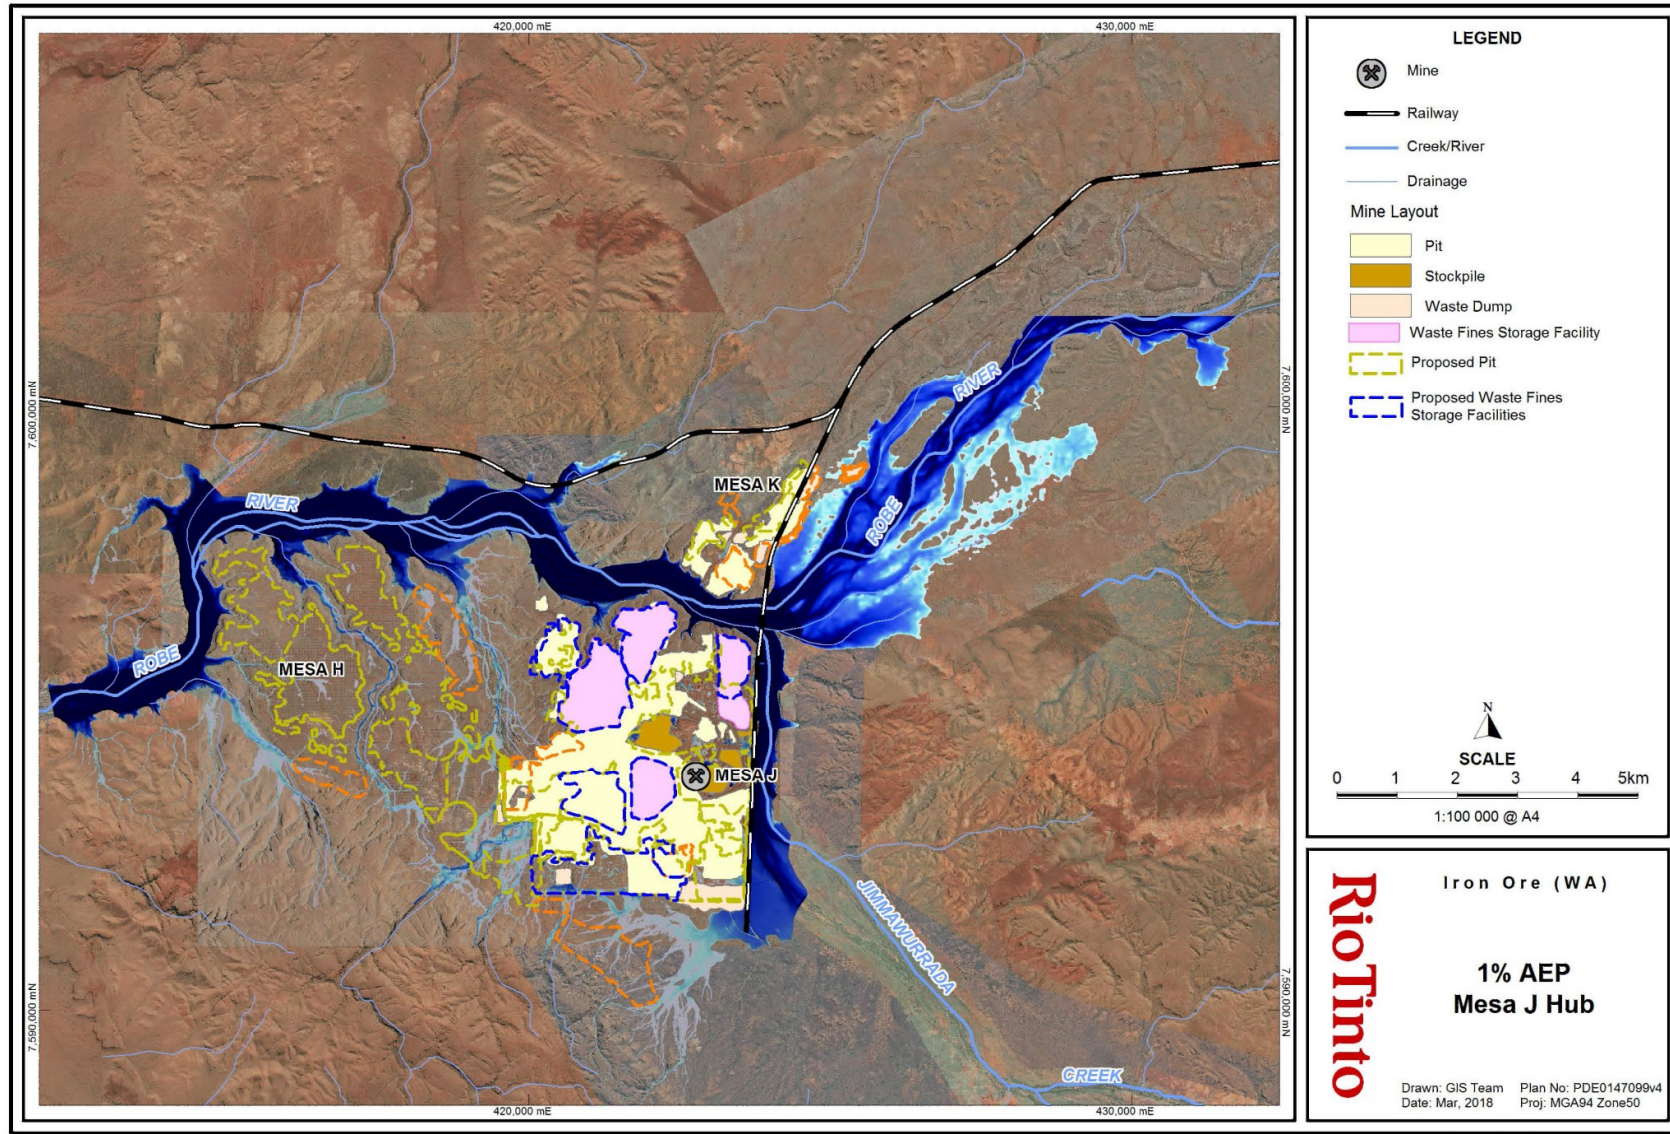 420,000 mE
430,000 mE
7,600,000 mN
7,600,000 mN
MESA K
RIVER
RIVER
ROBE
ROBE
MESA H
MESA J
JIMMAWURRADA
CREEK
7,590,000 mN
7,590,000 mN
420,000 mE
430,000 mE
LEGEND
Mine
Railway
Creek/River
Drainage
Mine Layout
Pit
Stockpile
Waste Dump
Waste Fines Storage Facility
Proposed Pit
Proposed Waste Fines
Storage Facilities
N
SCALE
0 1 2 3 4 5km
1:100 000 @ A4
RioTinto
Iron Ore (WA)
1% AEP
Mesa J Hub
Drawn: GIS Team Plan No: PDE0147099v4
Date: Mar, 2018 Proj: MGA94 Zone50